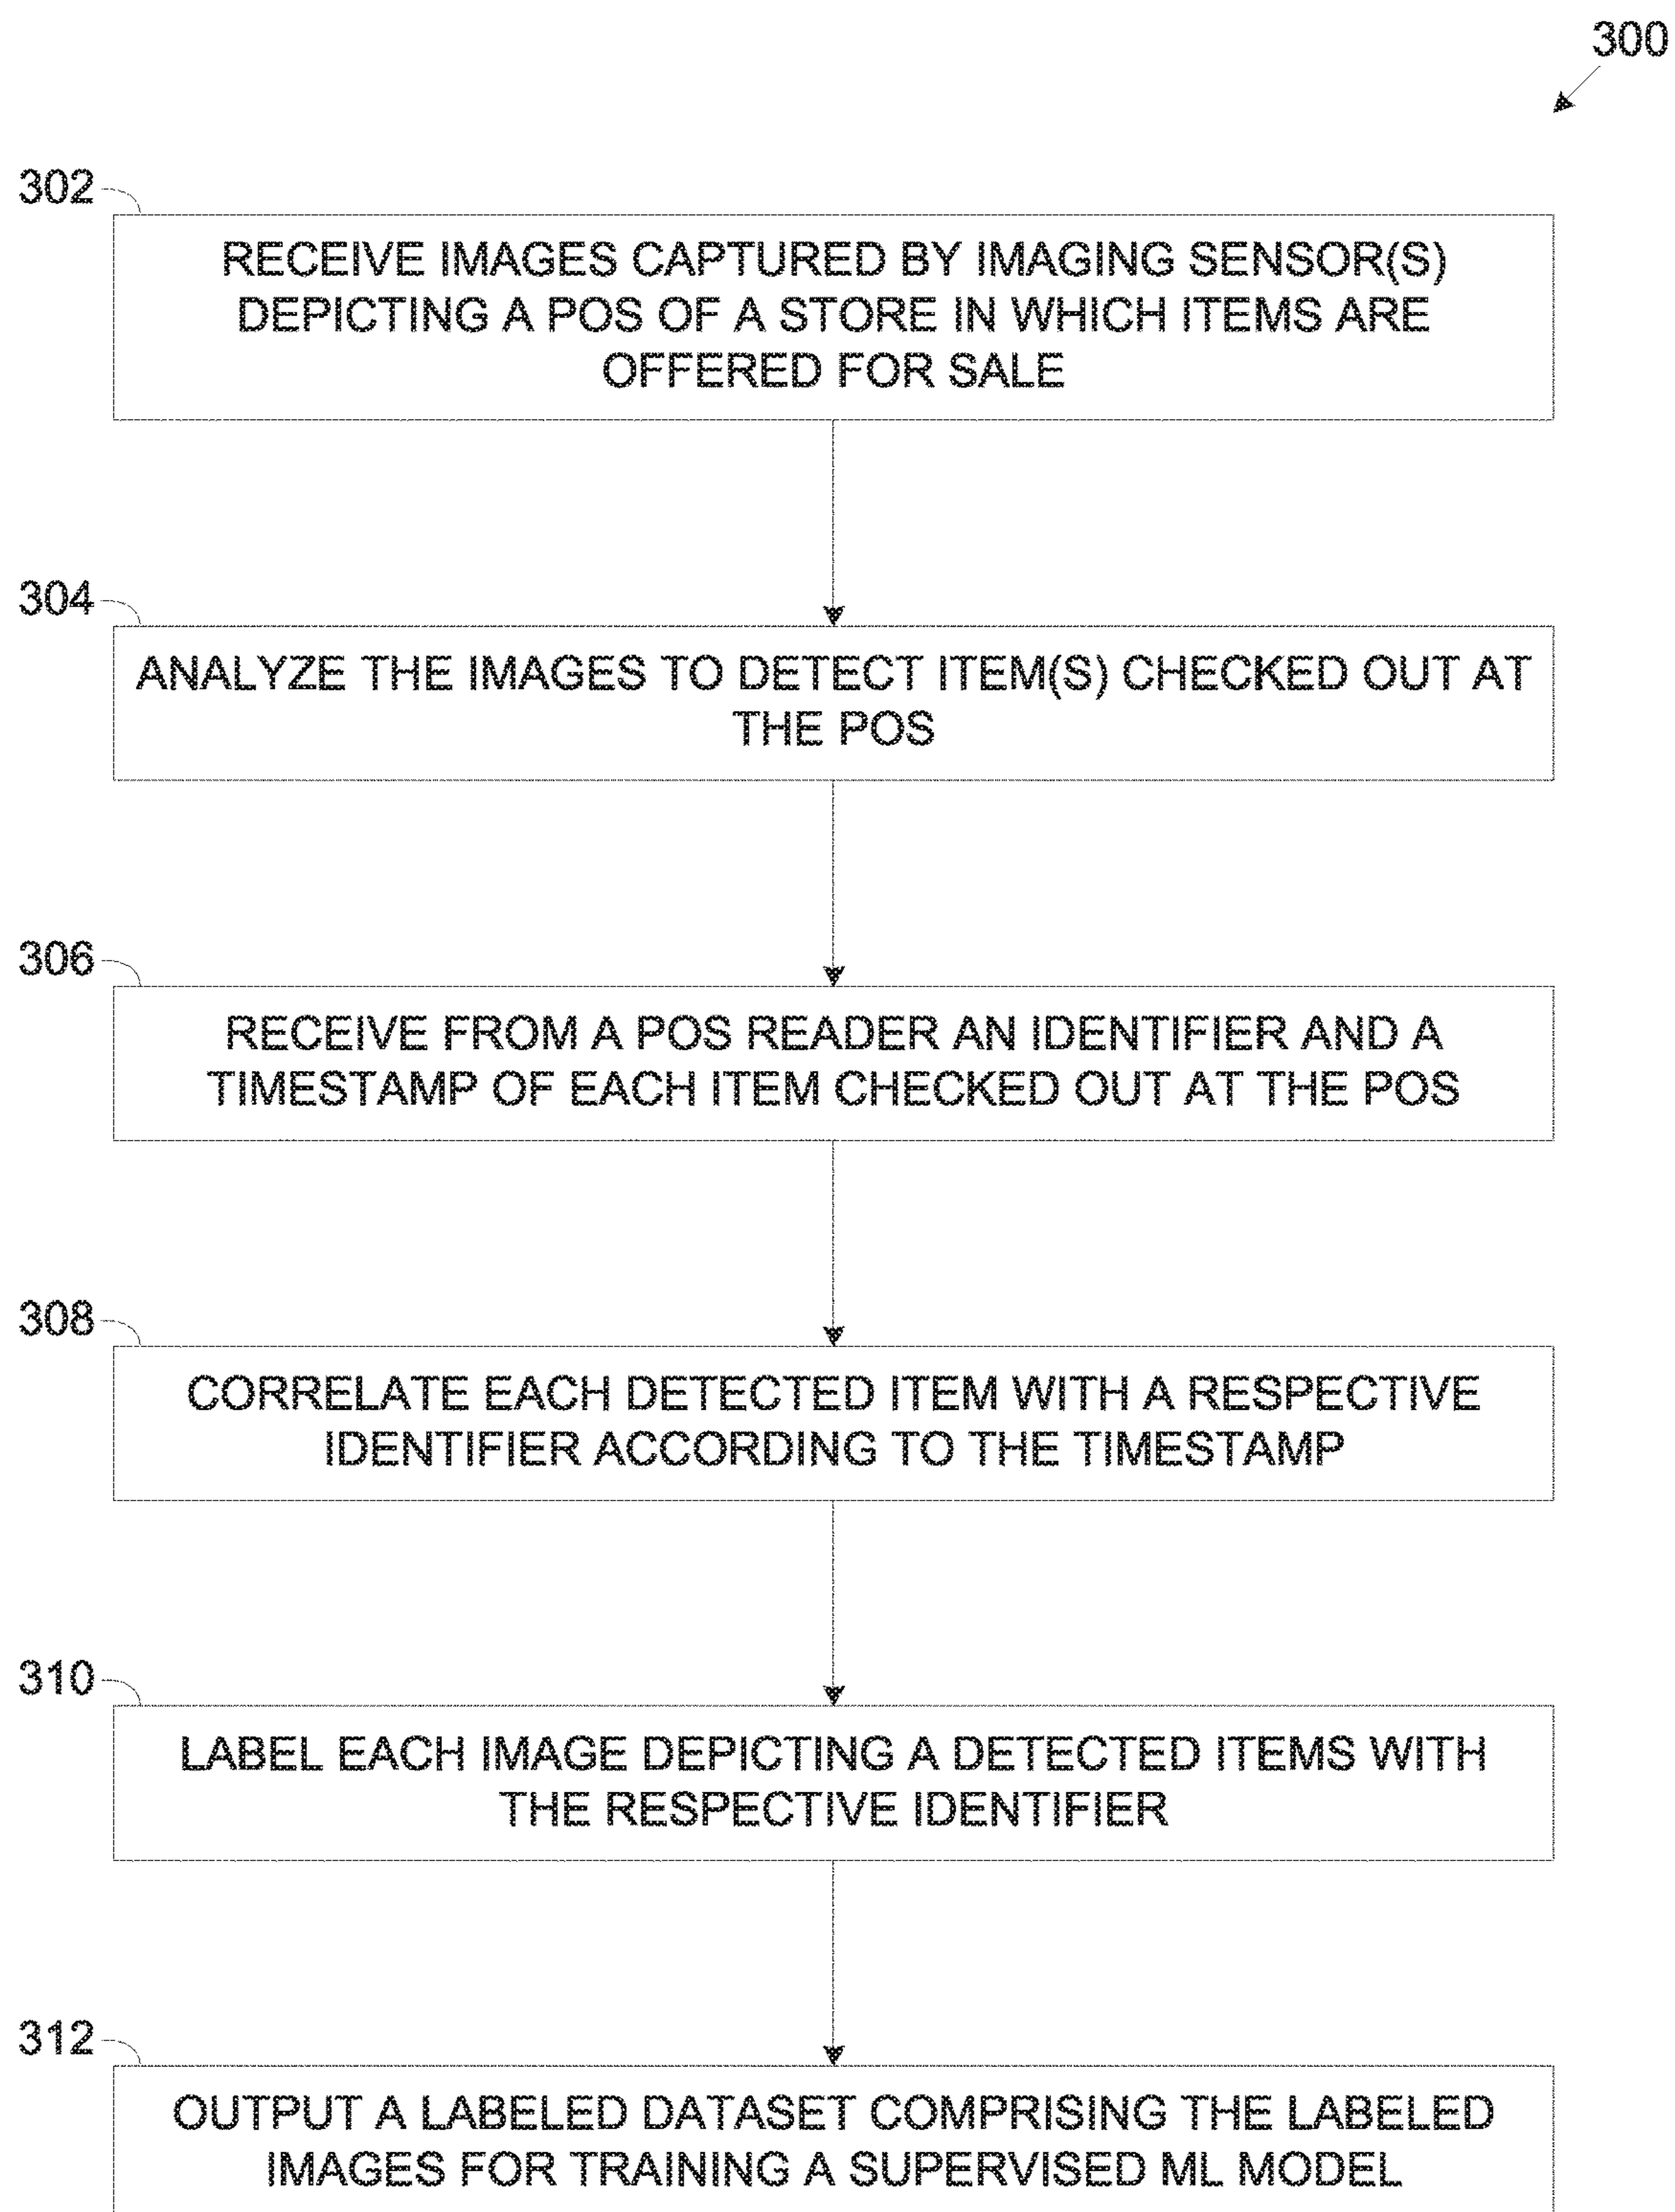 300
302
RECEIVE IMAGES CAPTURED BY IMAGING SENSOR(S)
DEPICTING A POS OF A STORE IN WHICH ITEMS ARE
OFFERED FOR SALE
304
ANALYZE THE IMAGES TO DETECT ITEM(S) CHECKED OUT AT
THE POS
306
RECEIVE FROM A POS READER AN IDENTIFIER AND A
TIMESTAMP OF EACH ITEM CHECKED OUT AT THE POS
308
CORRELATE EACH DETECTED ITEM WITH A RESPECTIVE
IDENTIFIER ACCORDING TO THE TIMESTAMP
310
LABEL EACH IMAGE DEPICTING A DETECTED ITEMS WITH
THE RESPECTIVE IDENTIFIER
312
OUTPUT A LABELED DATASET COMPRISING THE LABELED
IMAGES FOR TRAINING A SUPERVISED ML MODEL